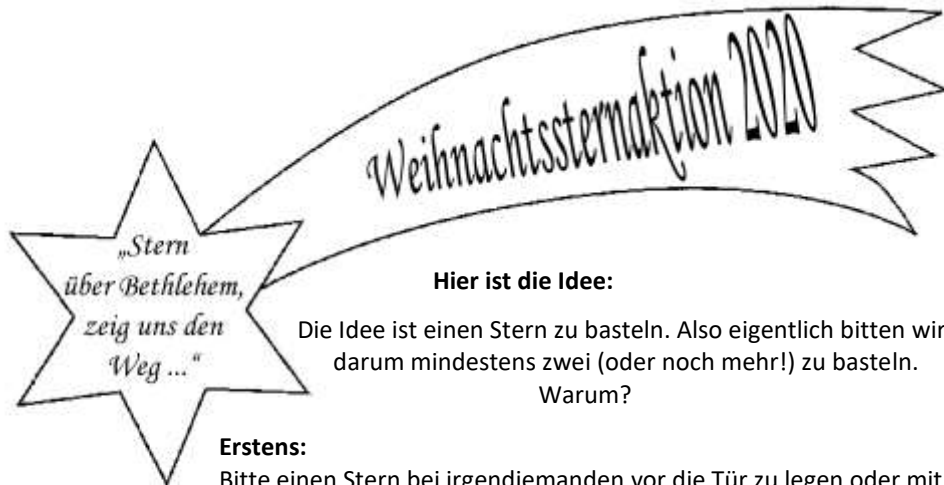 Weihnachtssternaktion 2020
„Stern
über Bethlehem,
zeig uns den
Weg ...“
Hier ist die Idee:
Die Idee ist einen Stern zu basteln. Also eigentlich bitten wir
darum mindestens zwei (oder noch mehr!) zu basteln.
Warum?
Erstens:
Bitte einen Stern bei irgendjemanden vor die Tür zu legen oder mit